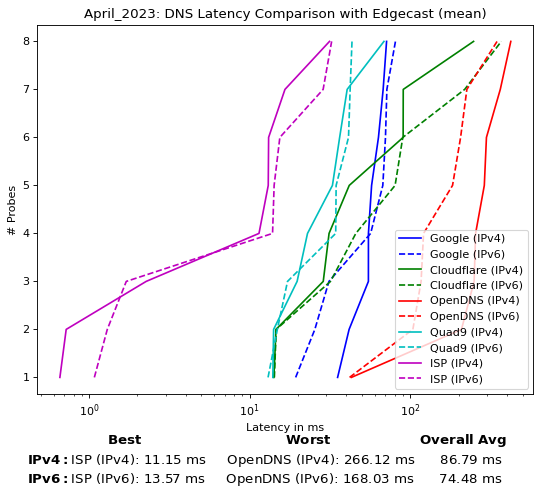 April_2023: DNS Latency Comparison with Edgecast (mean)
8
7
6
5
4
3
2
1
# Probes
Google (IPv4)
Google (IPv6)
Cloudflare (IPv4)
Cloudflare (IPv6)
OpenDNS (IPv4)
OpenDNS (IPv6)
Quad9 (IPv4)
Quad9 (IPv6)
ISP (IPv4)
ISP (IPv6)
10⁰ 10¹ 10²
Latency in ms
Best Worst Overall Avg
IPv4: ISP (IPv4): 11.15 ms OpenDNS (IPv4): 266.12 ms 86.79 ms
IPv6: ISP (IPv6): 13.57 ms OpenDNS (IPv6): 168.03 ms 74.48 ms